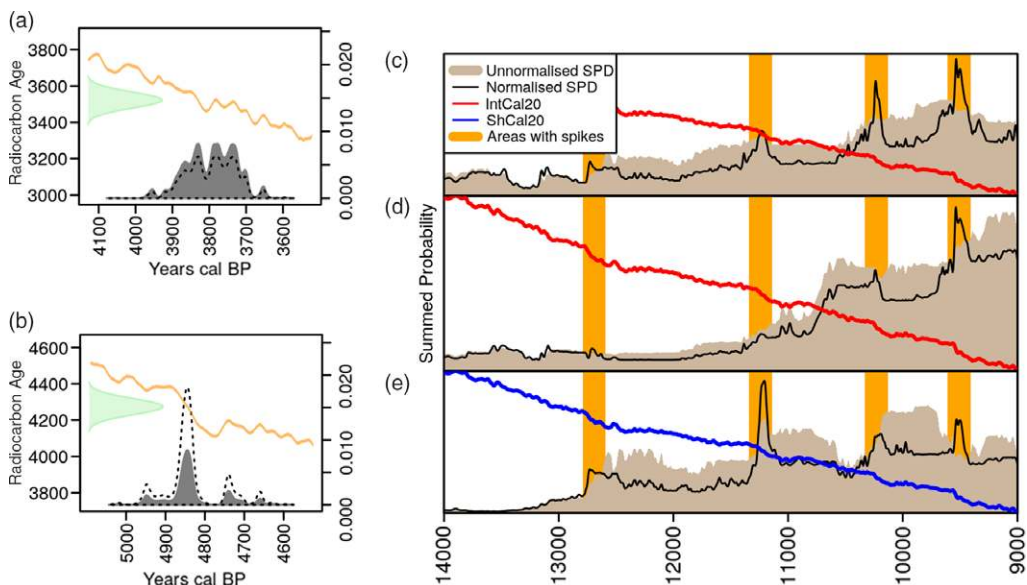 (a)
Radiocarbon Age
3800
3600
3400
3200
3000
0.020
0.010
0.000
4100
4000
3900
3800
3700
3600
Years cal BP
(b)
Radiocarbon Age
4600
4400
4200
4000
3800
0.020
0.010
0.000
5000
4900
4800
4700
4600
Years cal BP
Summed Probability
(c)
Unnormalised SPD
Normalised SPD
IntCal20
ShCal20
Areas with spikes
(d)
(e)
14000
13000
12000
11000
10000
9000